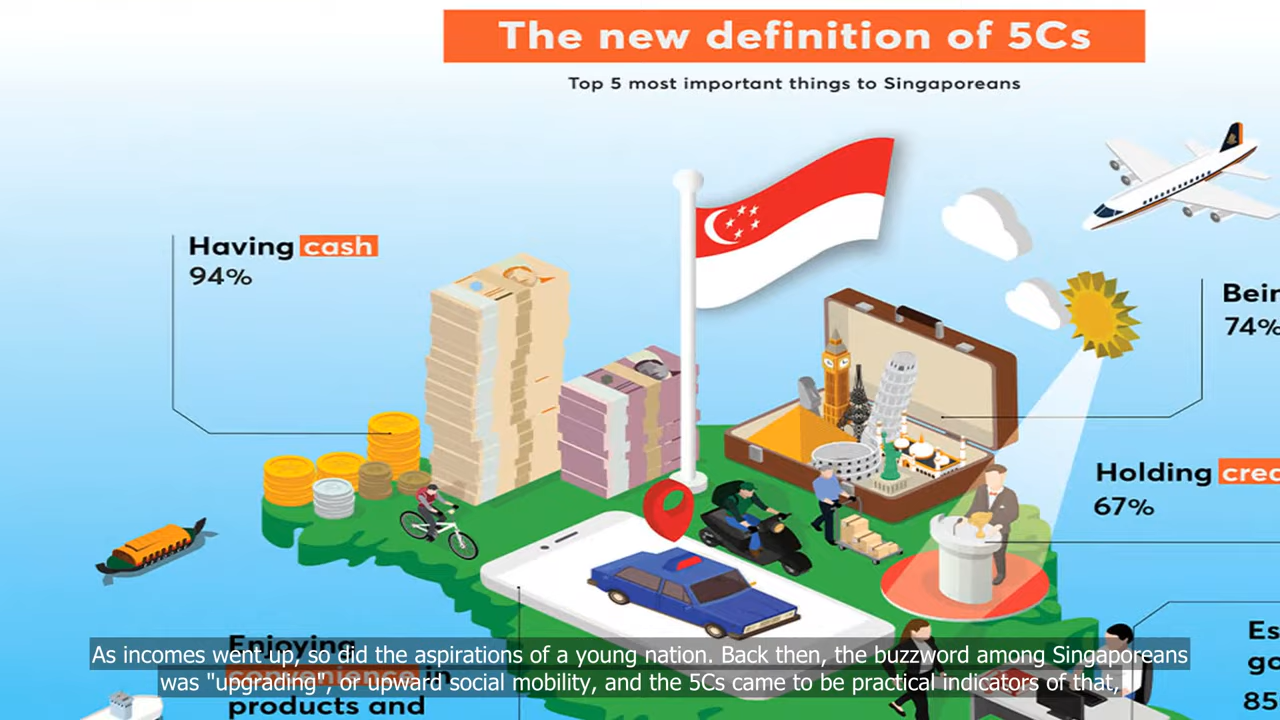 The new definition of 5Cs
Top 5 most important things to Singaporeans
Having cash
94%
74%
Holding
67%
Enjoying
convenience in
products and
85
As incomes went up, so did the aspirations of a young nation. Back then, the buzzword among Singaporeans
was "upgrading", or upward social mobility, and the 5Cs came to be practical indicators of that,